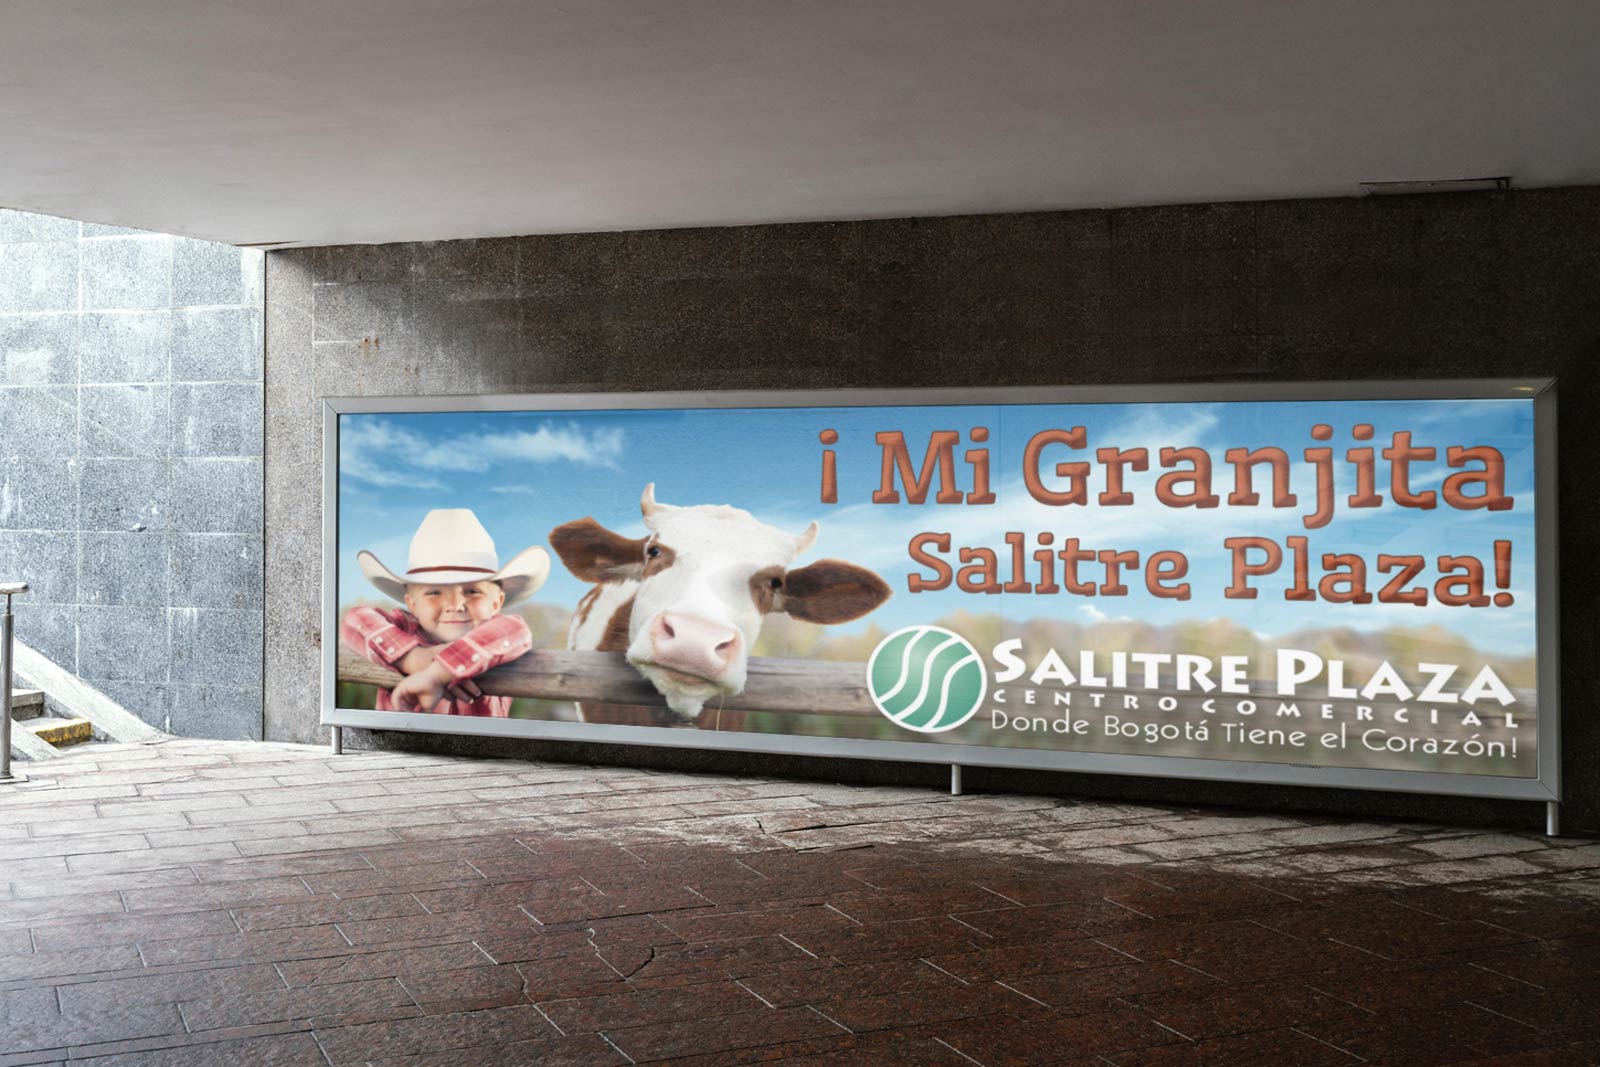 ¡ Mi Granjita
Salitre Plaza!
SALITRE PLAZA
CENTRO COMERCIAL
Donde Bogotá Tiene el Corazón!